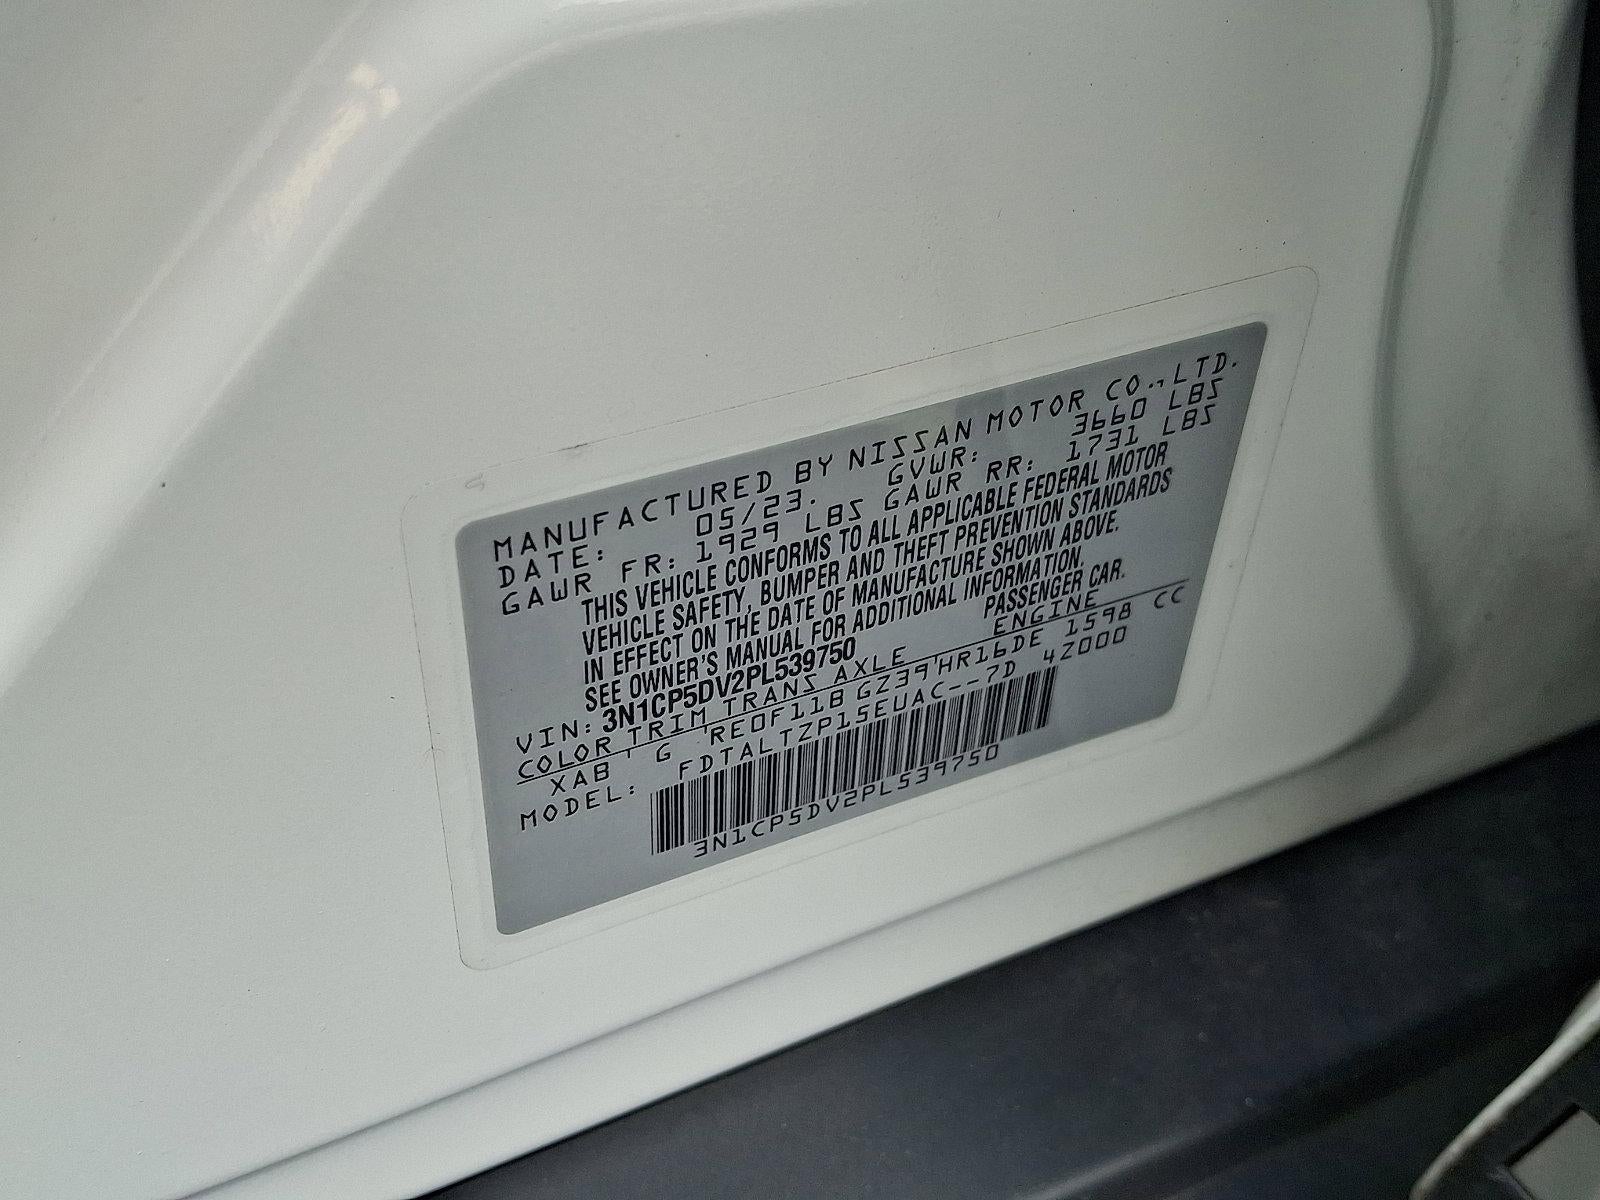 MANUFACTURED BY NISSAN MOTOR CO.,LTD.
DATE: 05/23. GVWR: 3660 LBS
GAWR FR: 1929 LBS GAWR RR: 1731 LBS
THIS VEHICLE CONFORMS TO ALL APPLICABLE FEDERAL MOTOR
VEHICLE SAFETY, BUMPER AND THEFT PREVENTION STANDARDS
IN EFFECT ON THE DATE OF MANUFACTURE SHOWN ABOVE.
SEE OWNER'S MANUAL FOR ADDITIONAL INFORMATION.
VIN: 3N1CP5DV2PL539750 PASSENGER CAR.
COLOR TRIM TRANS AXLE ENGINE
XAB G RE0F11B GZ39 HR16DE 1598 CC
MODEL: FDTALTZP15EUAC--7D 4Z000
3N1CP5DV2PL539750